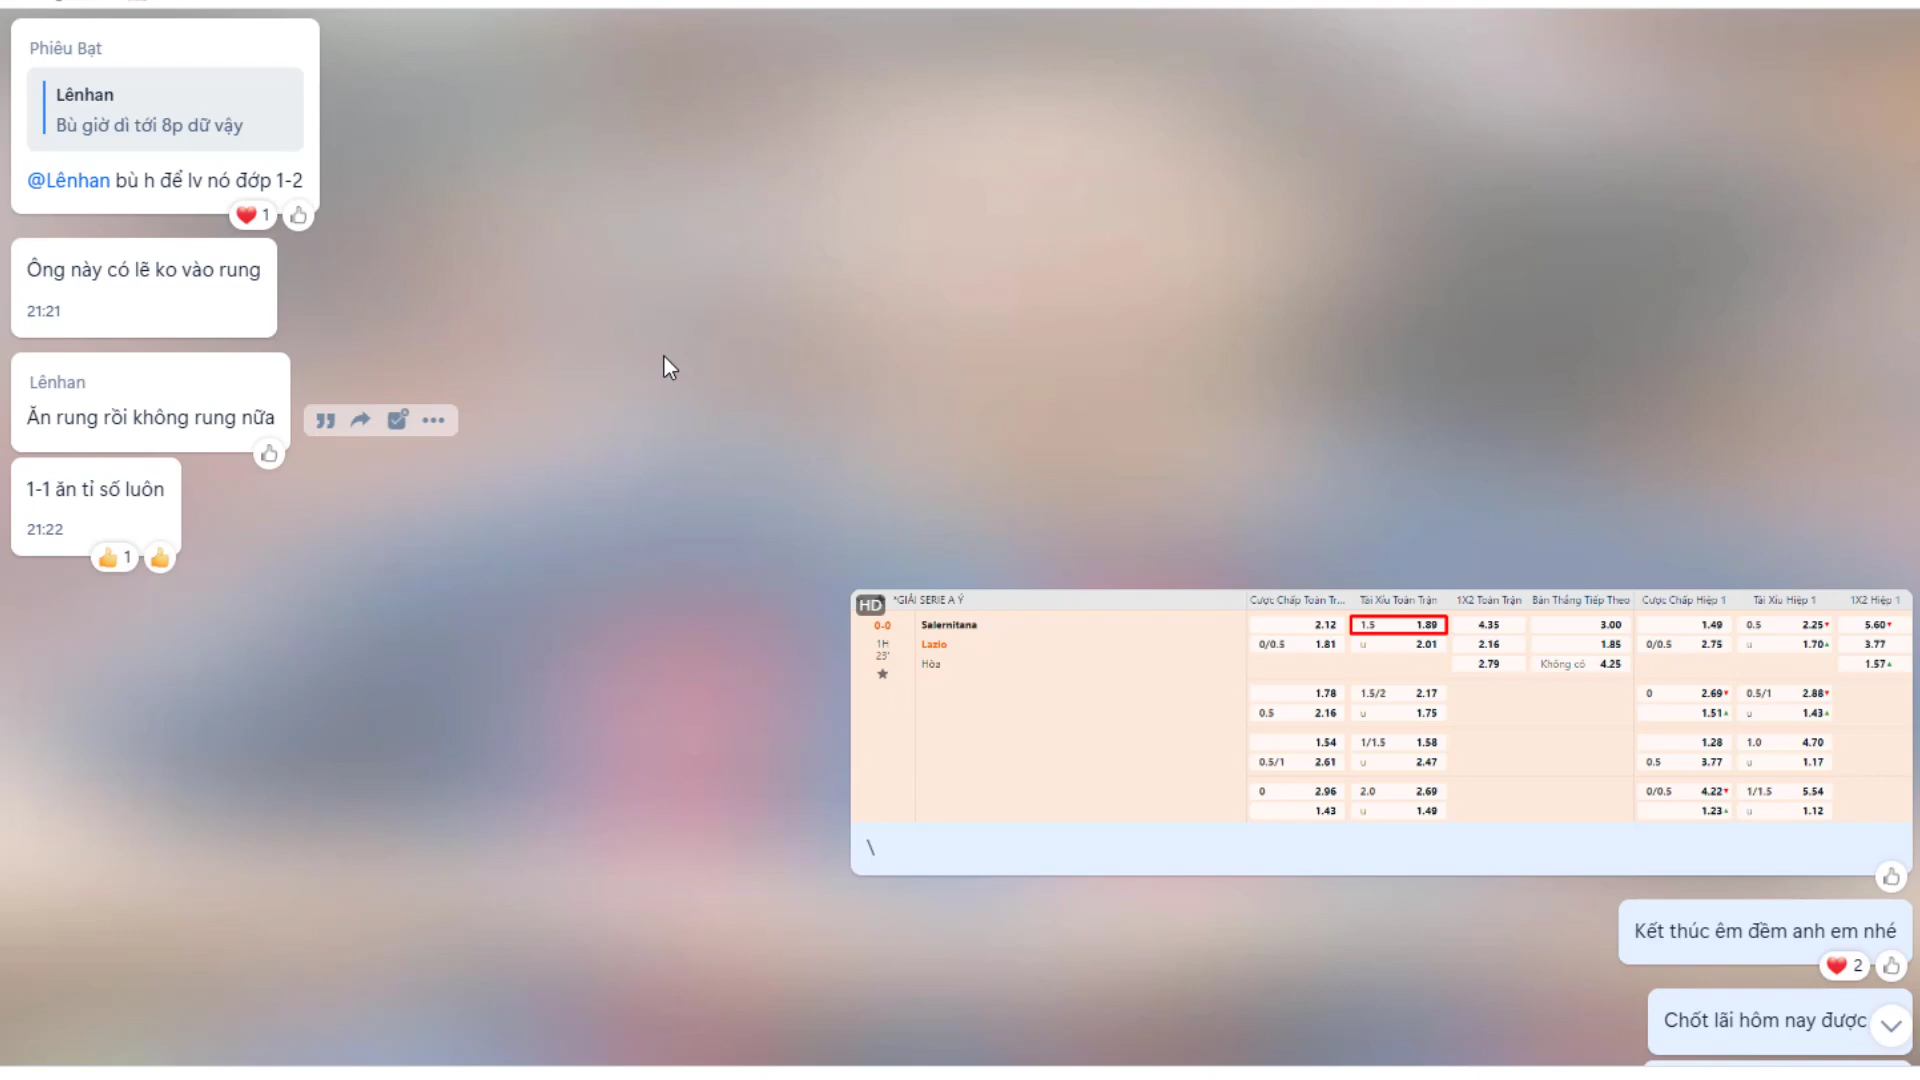 Phiêu Bạt
Lênhan
Bù giờ dì tới 8p dữ vậy
@Lênhan bù h để lv nó đớp 1-2
1
Ông này có lẽ ko vào rung
21:21
Lênhan
Ăn rung rồi không rung nữa
1-1 ăn tỉ số luôn
21:22
1
HD *GIẢI SERIE A Ý Cược Chấp Toàn Tr... Tài Xỉu Toàn Trận 1X2 Toàn Trận Bàn Thắng Tiếp Theo Cược Chấp Hiệp 1 Tài Xỉu Hiệp 1 1X2 Hiệp 1
0-0 Salernitana 2.12 1.5 1.89 4.35 3.00 1.49 0.5 2.25 5.60
1H Lazio 0/0.5 1.81 u 2.01 2.16 1.85 0/0.5 2.75 u 1.70 3.77
23' Hòa 2.79 Không có 4.25 1.57
1.78 1.5/2 2.17 0 2.69 0.5/1 2.88
0.5 2.16 u 1.75 1.51 u 1.43
1.54 1/1.5 1.58 1.28 1.0 4.70
0.5/1 2.61 u 2.47 0.5 3.77 u 1.17
0 2.96 2.0 2.69 0/0.5 4.22 1/1.5 5.54
1.43 u 1.49 1.23 u 1.12
\
Kết thúc êm đềm anh em nhé
2
Chốt lãi hôm nay được